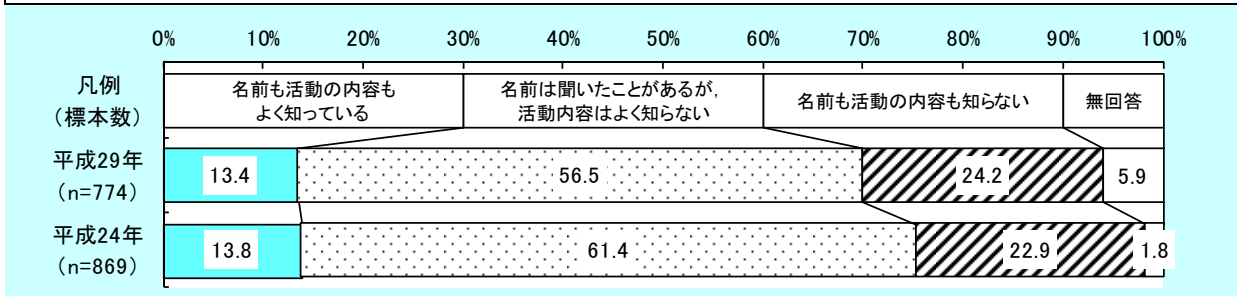 0% 10% 20% 30% 40% 50% 60% 70% 80% 90% 100%
凡例
（標本数）
名前も活動の内容も
よく知っている
名前は聞いたことがあるが，
活動内容はよく知らない
名前も活動の内容も知らない
無回答
平成29年
（n=774）
13.4 56.5 24.2 5.9
平成24年
（n=869）
13.8 61.4 22.9 1.8